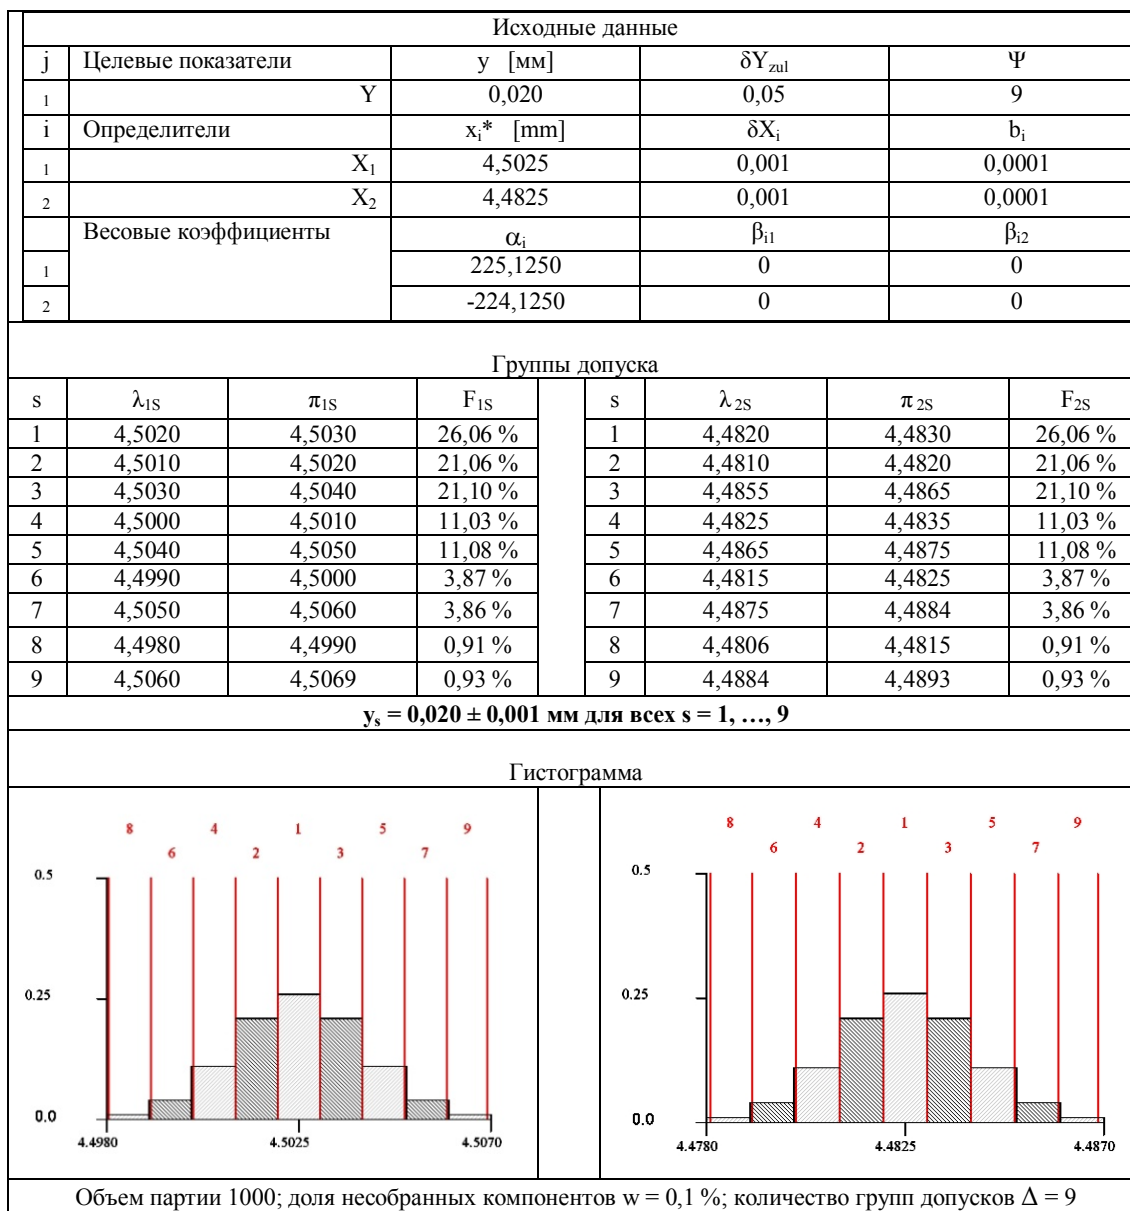 Исходные данные
j Целевые показатели y [мм] δY_zul Ψ
1 Y 0,020 0,05 9
i Определители x_i* [mm] δX_i b_i
1 X_1 4,5025 0,001 0,0001
2 X_2 4,4825 0,001 0,0001
Весовые коэффициенты α_i β_i1 β_i2
1 225,1250 0 0
2 -224,1250 0 0
Группы допуска
s λ_1S π_1S F_1S s λ_2S π_2S F_2S
1 4,5020 4,5030 26,06 % 1 4,4820 4,4830 26,06 %
2 4,5010 4,5020 21,06 % 2 4,4810 4,4820 21,06 %
3 4,5030 4,5040 21,10 % 3 4,4855 4,4865 21,10 %
4 4,5000 4,5010 11,03 % 4 4,4825 4,4835 11,03 %
5 4,5040 4,5050 11,08 % 5 4,4865 4,4875 11,08 %
6 4,4990 4,5000 3,87 % 6 4,4815 4,4825 3,87 %
7 4,5050 4,5060 3,86 % 7 4,4875 4,4884 3,86 %
8 4,4980 4,4990 0,91 % 8 4,4806 4,4815 0,91 %
9 4,5060 4,5069 0,93 % 9 4,4884 4,4893 0,93 %
y_s = 0,020 ± 0,001 мм для всех s = 1, …, 9
Гистограмма
8 4 1 5 9
6 2 3 7
0.5
0.25
0.0
4.4980 4.5025 4.5070
8 4 1 5 9
6 2 3 7
0.5
0.25
0.0
4.4780 4.4825 4.4870
Объем партии 1000; доля несобранных компонентов w = 0,1 %; количество групп допусков Δ = 9